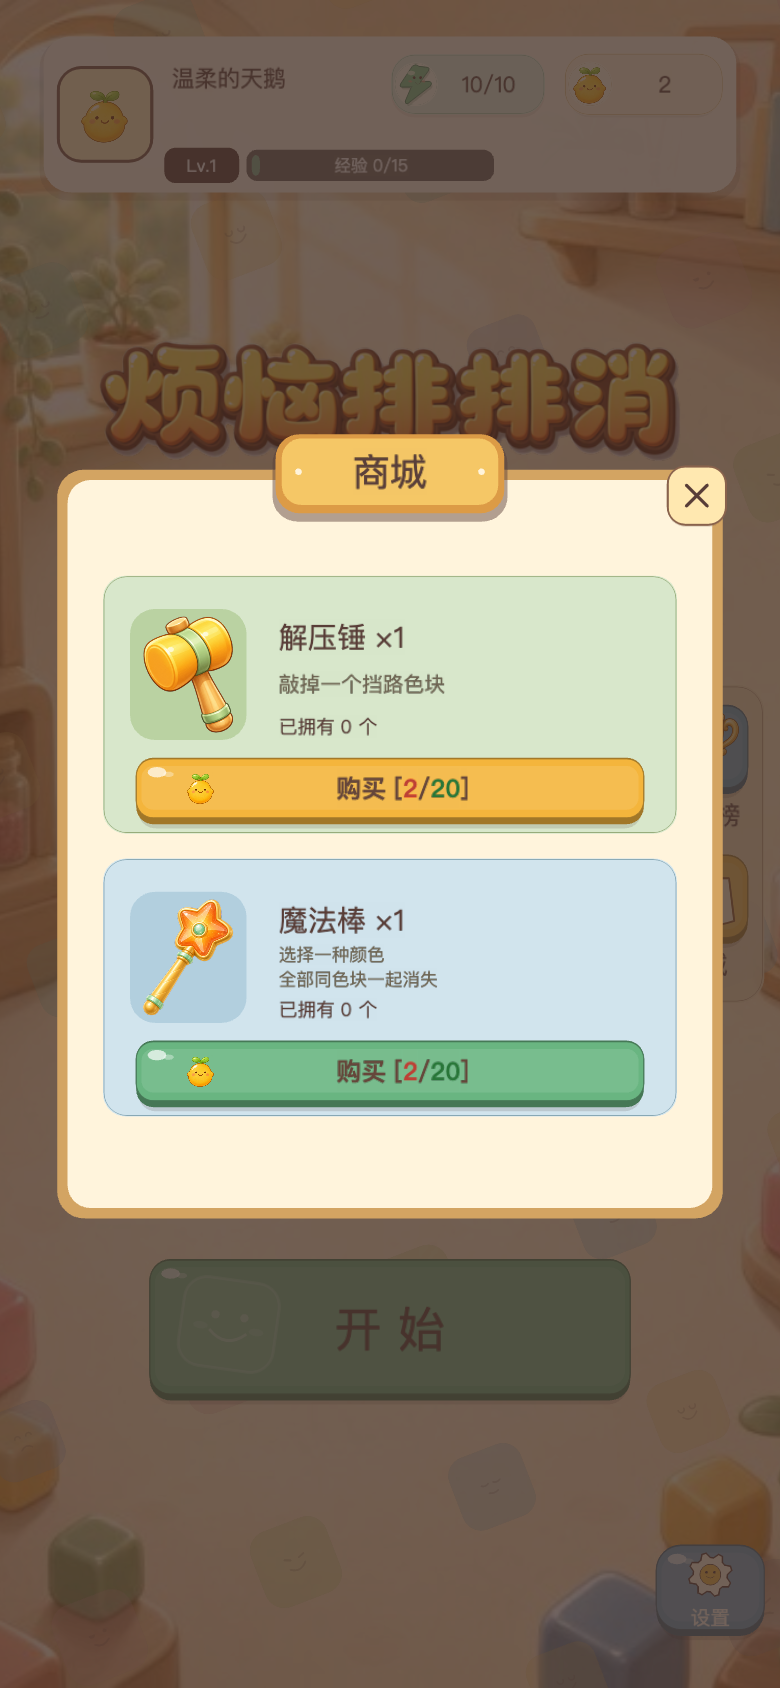 温柔的天鹅
10/10
2
Lv.1
经验 0/15
烦恼排排消
商城
解压锤 ×1
敲掉一个挡路色块
已拥有 0 个
购买 [2/20]
榜
魔法棒 ×1
选择一种颜色
全部同色块一起消失
已拥有 0 个
购买 [2/20]
开始
设置